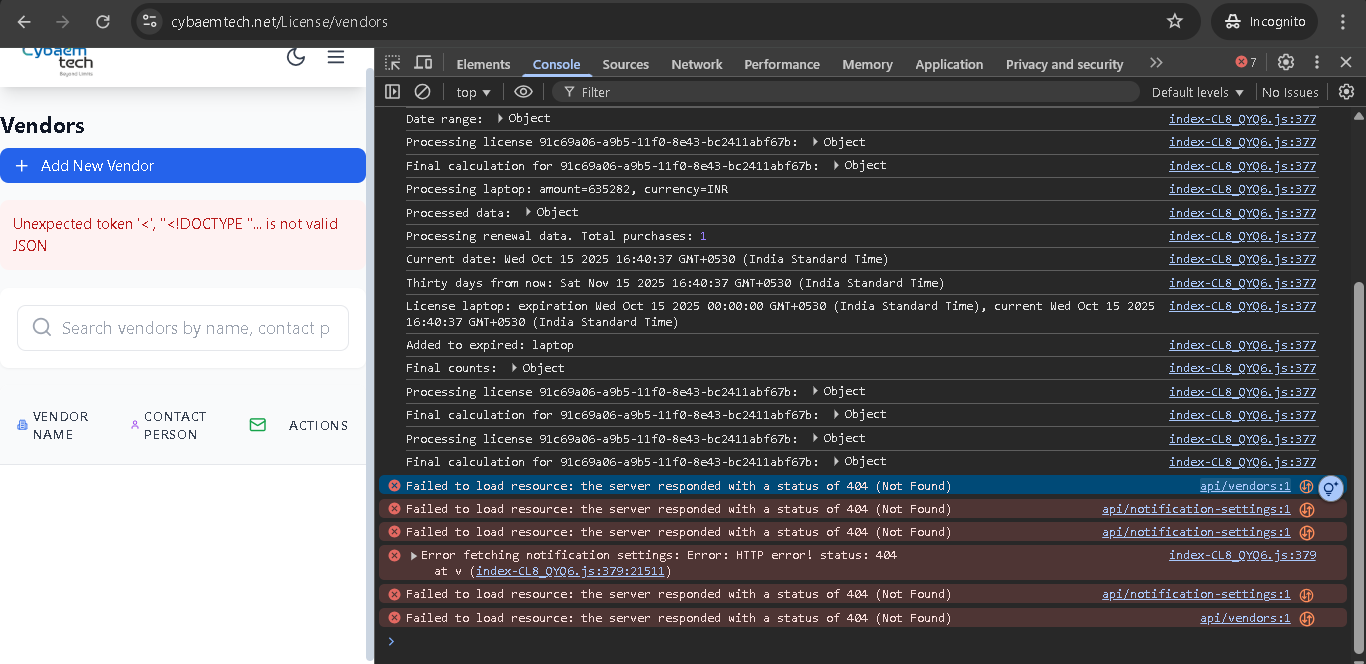 cybaemtech.net/License/vendors
Incognito
Cybaem
tech
Beyond Limits
Vendors
+ Add New Vendor
Unexpected token '<', "<!DOCTYPE "... is not valid
JSON
Search vendors by name, contact p
VENDOR
NAME
CONTACT
PERSON
ACTIONS
Elements Console Sources Network Performance Memory Application Privacy and security 7
top Filter Default levels No Issues
Date range: Object index-CL8_QYQ6.js:377
Processing license 91c69a06-a9b5-11f0-8e43-bc2411abf67b: Object index-CL8_QYQ6.js:377
Final calculation for 91c69a06-a9b5-11f0-8e43-bc2411abf67b: Object index-CL8_QYQ6.js:377
Processing laptop: amount=635282, currency=INR index-CL8_QYQ6.js:377
Processed data: Object index-CL8_QYQ6.js:377
Processing renewal data. Total purchases: 1 index-CL8_QYQ6.js:377
Current date: Wed Oct 15 2025 16:40:37 GMT+0530 (India Standard Time) index-CL8_QYQ6.js:377
Thirty days from now: Sat Nov 15 2025 16:40:37 GMT+0530 (India Standard Time) index-CL8_QYQ6.js:377
License laptop: expiration Wed Oct 15 2025 00:00:00 GMT+0530 (India Standard Time), current Wed Oct 15 2025 index-CL8_QYQ6.js:377
16:40:37 GMT+0530 (India Standard Time)
Added to expired: laptop index-CL8_QYQ6.js:377
Final counts: Object index-CL8_QYQ6.js:377
Processing license 91c69a06-a9b5-11f0-8e43-bc2411abf67b: Object index-CL8_QYQ6.js:377
Final calculation for 91c69a06-a9b5-11f0-8e43-bc2411abf67b: Object index-CL8_QYQ6.js:377
Processing license 91c69a06-a9b5-11f0-8e43-bc2411abf67b: Object index-CL8_QYQ6.js:377
Final calculation for 91c69a06-a9b5-11f0-8e43-bc2411abf67b: Object index-CL8_QYQ6.js:377
Failed to load resource: the server responded with a status of 404 (Not Found) api/vendors:1
Failed to load resource: the server responded with a status of 404 (Not Found) api/notification-settings:1
Failed to load resource: the server responded with a status of 404 (Not Found) api/notification-settings:1
Error fetching notification settings: Error: HTTP error! status: 404 index-CL8_QYQ6.js:379
at v (index-CL8_QYQ6.js:379:21511)
Failed to load resource: the server responded with a status of 404 (Not Found) api/notification-settings:1
Failed to load resource: the server responded with a status of 404 (Not Found) api/vendors:1